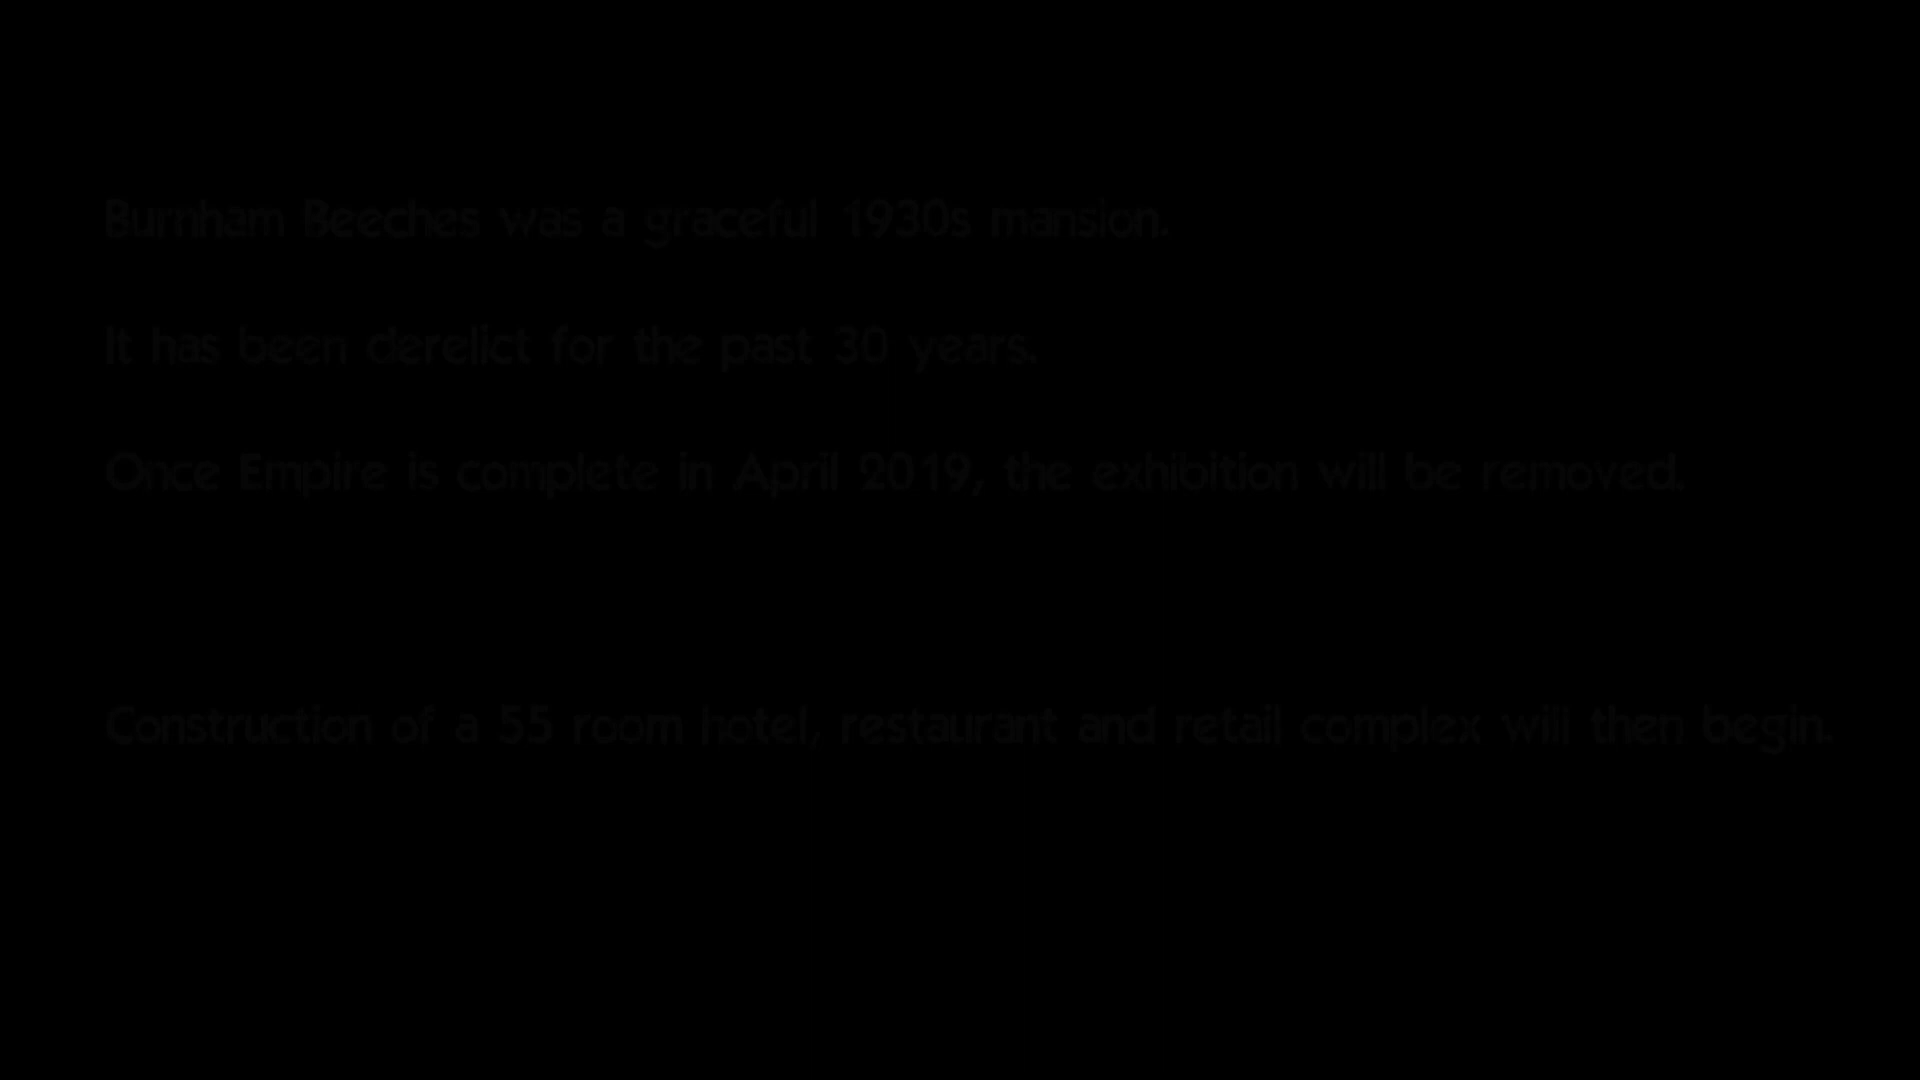 Burnham Beeches was a graceful 1930s mansion.
It has been derelict for the past 30 years.
Once Empire is complete in April 2019, the exhibition will be removed.
Construction of a 55 room hotel, restaurant and retail complex will then begin.